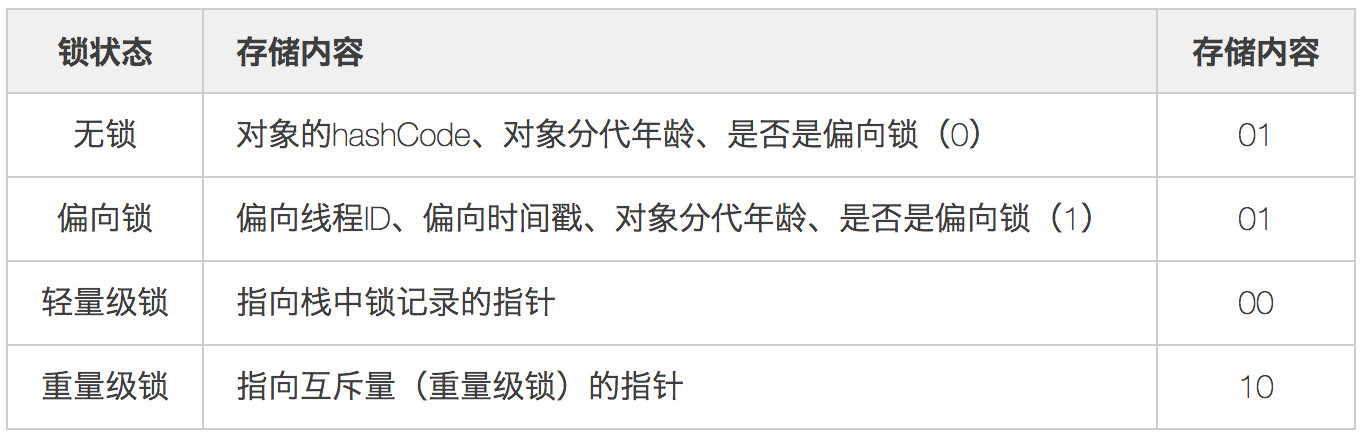 锁状态 存储内容 存储内容
无锁 对象的hashCode、对象分代年龄、是否是偏向锁（0） 01
偏向锁 偏向线程ID、偏向时间戳、对象分代年龄、是否是偏向锁（1） 01
轻量级锁 指向栈中锁记录的指针 00
重量级锁 指向互斥量（重量级锁）的指针 10